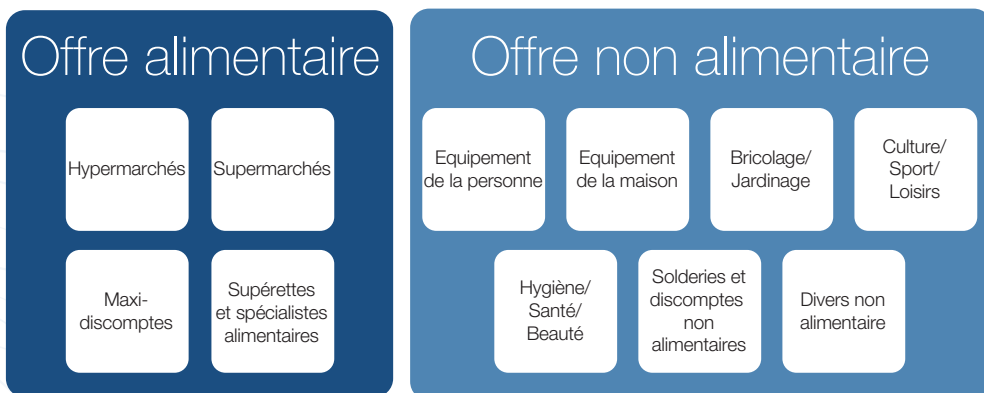 Offre alimentaire
Hypermarchés
Supermarchés
Maxi-
discomptes
Supérettes
et spécialistes
alimentaires
Offre non alimentaire
Equipement
de la personne
Equipement
de la maison
Bricolage/
Jardinage
Culture/
Sport/
Loisirs
Hygiène/
Santé/
Beauté
Solderies et
discomptes
non
alimentaires
Divers non
alimentaire